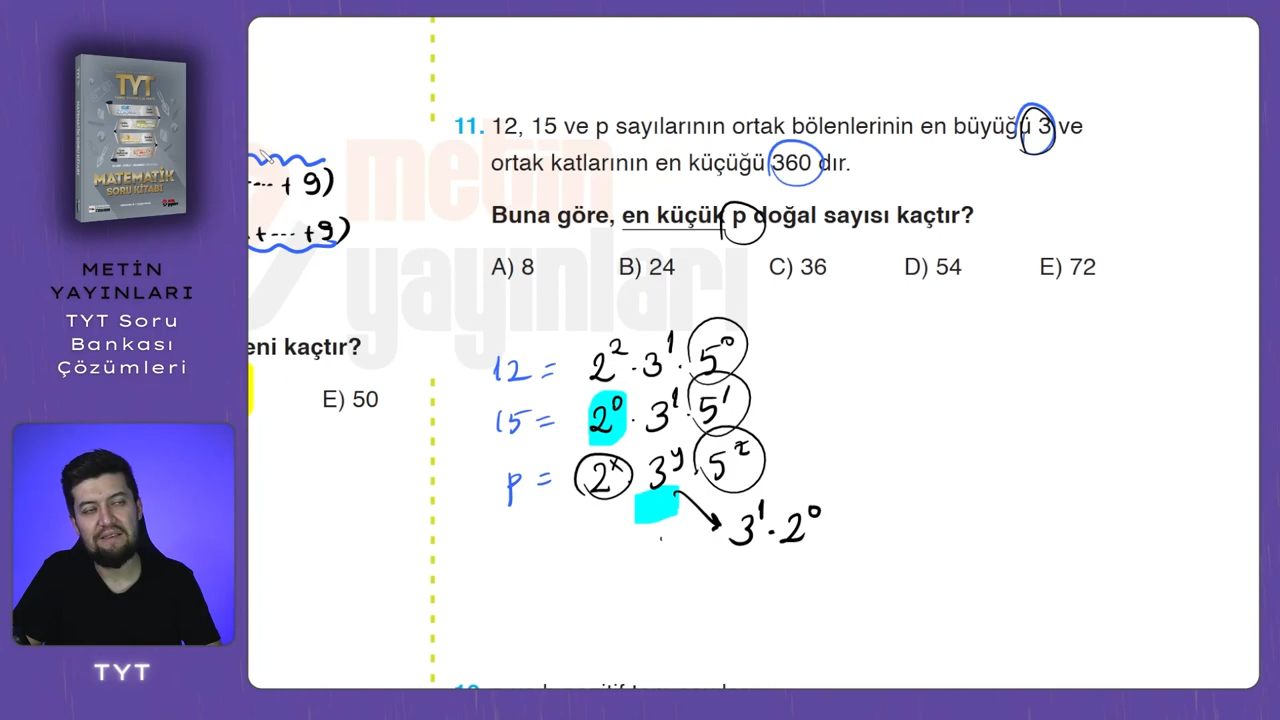 TYT
MATEMATİK
SORU KİTABI
METİN
YAYINLARI
TYT Soru
Bankası
Çözümleri
TYT
···· + 9)
+ ···· + 9)
eni kaçtır?
E) 50
metin
yayınları
11. 12, 15 ve p sayılarının ortak bölenlerinin en büyüğü 3 ve
ortak katlarının en küçüğü 360 dır.
Buna göre, en küçük p doğal sayısı kaçtır?
A) 8 B) 24 C) 36 D) 54 E) 72
12 = 2² · 3¹ · 5⁰
15 = 2⁰ · 3¹ · 5¹
p = 2ˣ · 3ʸ · 5ᶻ
3¹ · 2⁰